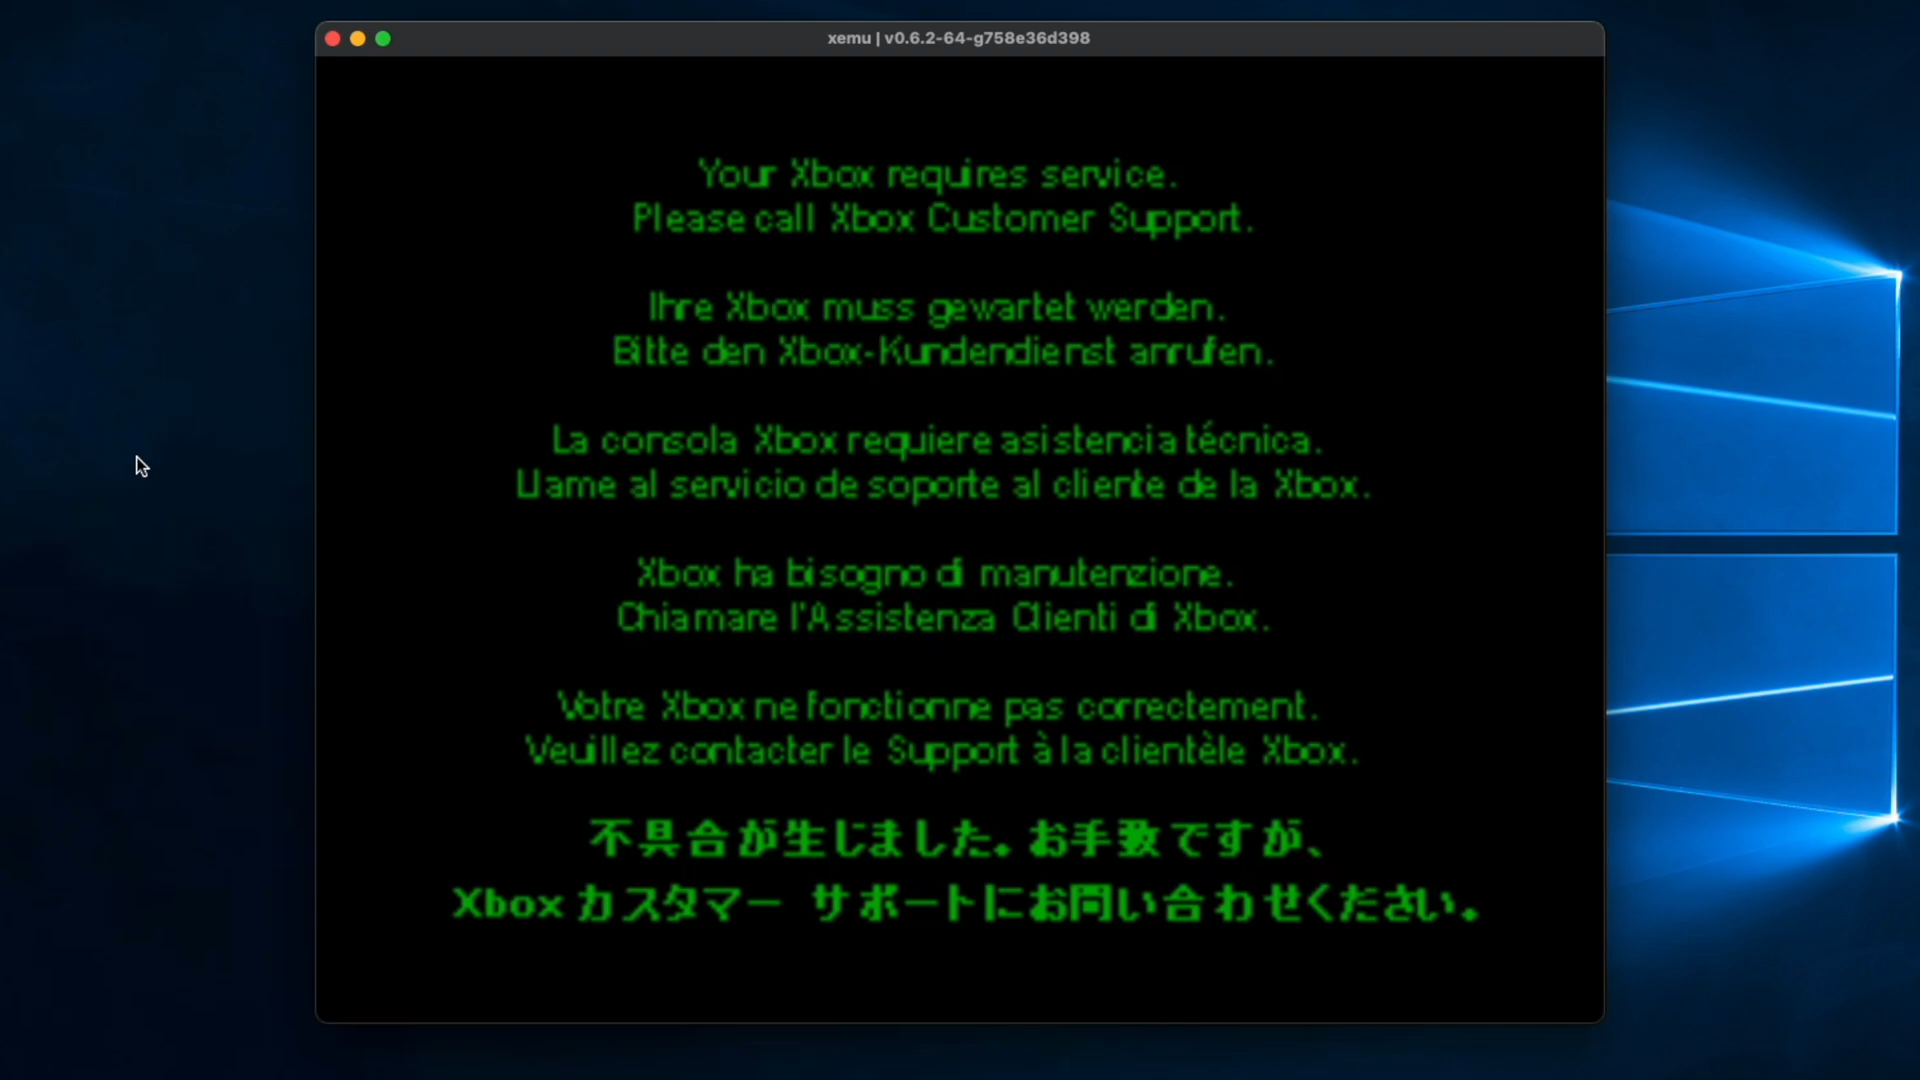 xemu | v0.6.2-64-g758e36d398
Your Xbox requires service.
Please call Xbox Customer Support.
Ihre Xbox muss gewartet werden.
Bitte den Xbox-Kundendienst anrufen.
La consola Xbox requiere asistencia técnica.
Llame al servicio de soporte al cliente de la Xbox.
Xbox ha bisogno di manutenzione.
Chiamare l'Assistenza Clienti di Xbox.
Votre Xbox ne fonctionne pas correctement.
Veuillez contacter le Support à la clientèle Xbox.
不具合が生じました。お手数ですが、
Xbox カスタマー サポートにお問い合わせください。